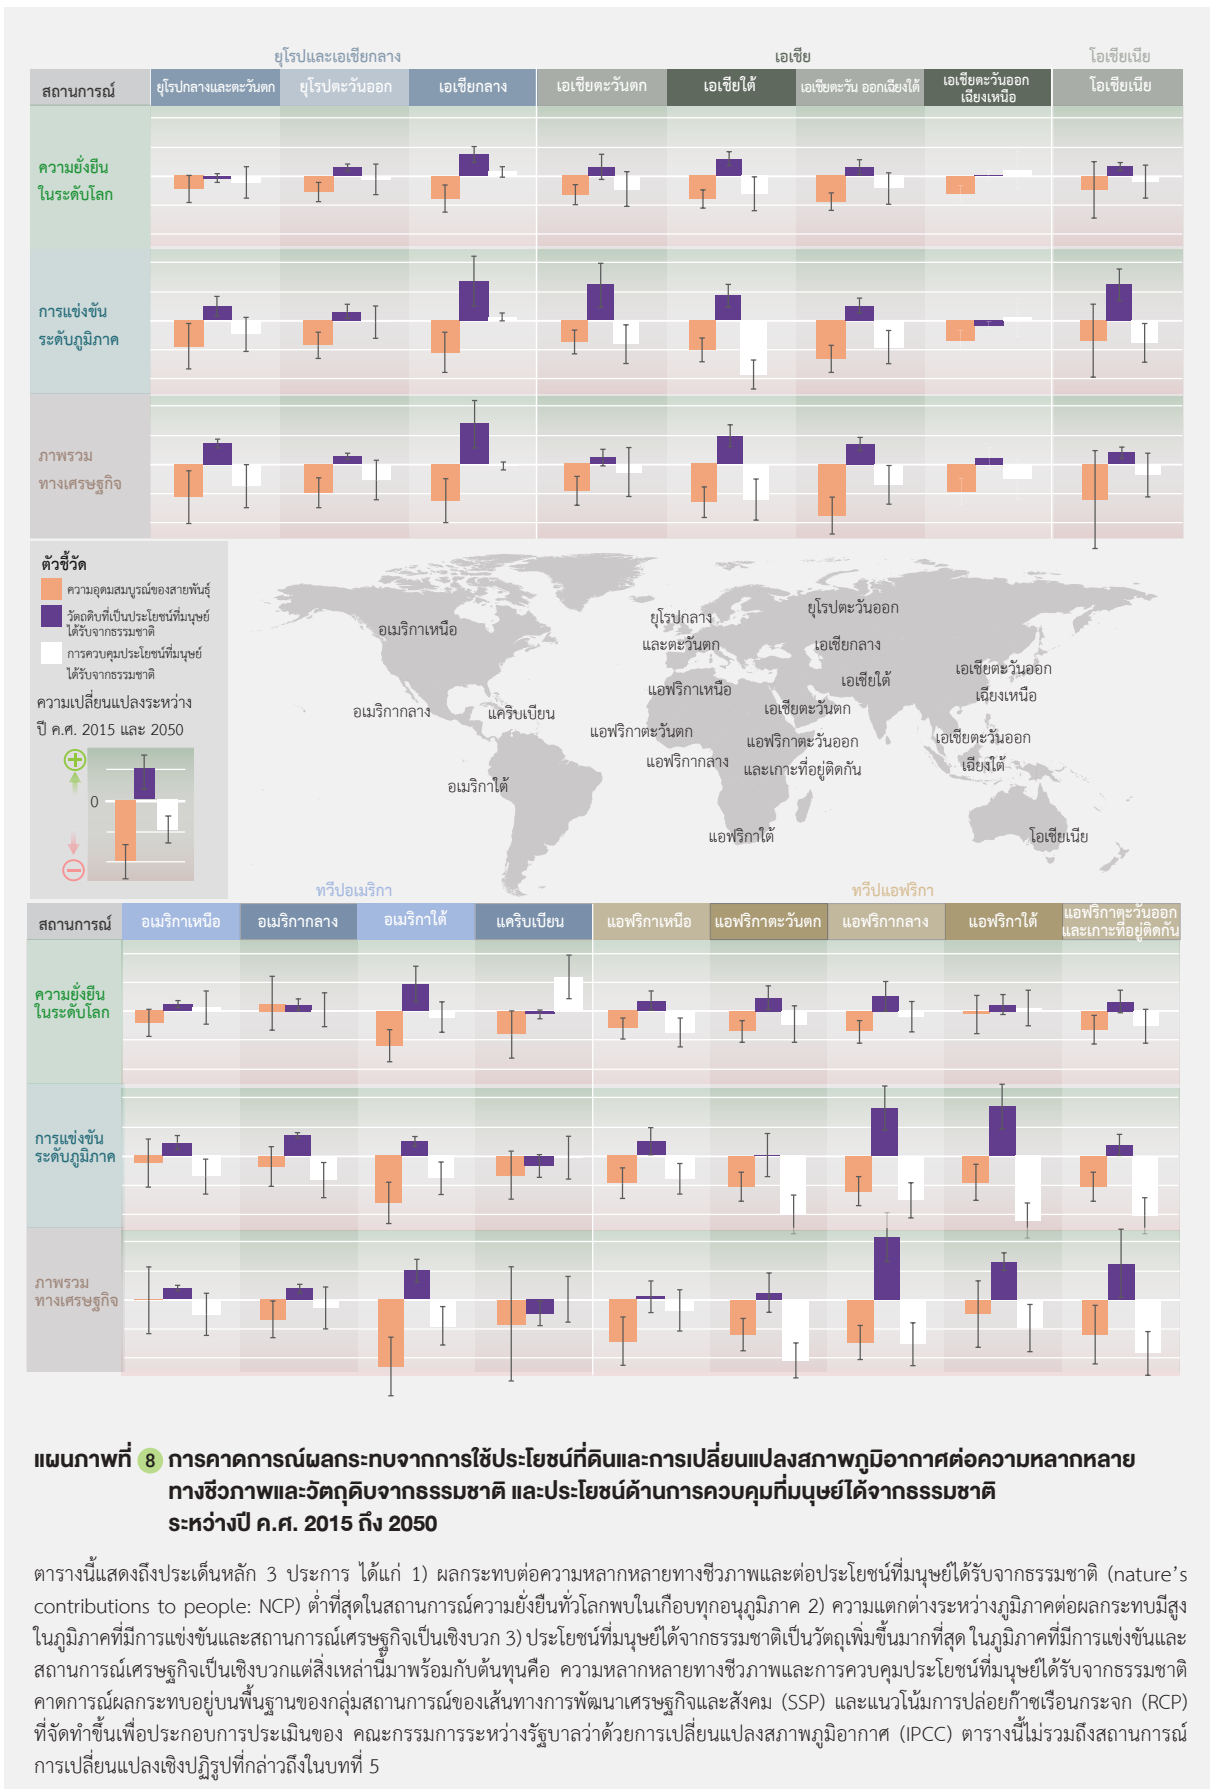 ยุโรปและเอเชียกลาง เอเชีย โอเชียเนีย
สถานการณ์ ยุโรปกลางและตะวันตก ยุโรปตะวันออก เอเชียกลาง เอเชียตะวันตก เอเชียใต้ เอเชียตะวัน ออกเฉียงใต้ เอเชียตะวันออก โอเชียเนีย
เฉียงเหนือ
ความยั่งยืน
ในระดับโลก
การแข่งขัน
ระดับภูมิภาค
ภาพรวม
ทางเศรษฐกิจ
ตัวชี้วัด
ความอุดมสมบูรณ์ของสายพันธุ์
วัตถดิบที่เป็นประโยชน์ที่มนุษย์
ได้รับจากธรรมชาติ
การควบคุมประโยชน์ที่มนุษย์
ได้รับจากธรรมชาติ
ความเปลี่ยนแปลงระหว่าง
ปี ค.ศ. 2015 และ 2050
0
อเมริกาเหนือ
อเมริกากลาง
แคริบเบียน
อเมริกาใต้
ยุโรปกลาง
และตะวันตก
ยุโรปตะวันออก
เอเชียกลาง
เอเชียใต้
เอเชียตะวันออก
เฉียงเหนือ
แอฟริกาเหนือ
เอเชียตะวันตก
แอฟริกาตะวันตก
แอฟริกาตะวันออก
และเกาะที่อยู่ติดกัน
แอฟริกากลาง
เอเชียตะวันออก
เฉียงใต้
แอฟริกาใต้
โอเชียเนีย
ทวีปอเมริกา ทวีปแอฟริกา
สถานการณ์ อเมริกาเหนือ อเมริกากลาง อเมริกาใต้ แคริบเบียน แอฟริกาเหนือ แอฟริกาตะวันตก แอฟริกากลาง แอฟริกาใต้ แอฟริกาตะวันออก
และเกาะที่อยู่ติดกัน
ความยั่งยืน
ในระดับโลก
การแข่งขัน
ระดับภูมิภาค
ภาพรวม
ทางเศรษฐกิจ
แผนภาพที่ 8 การคาดการณ์ผลกระทบจากการใช้ประโยชน์ที่ดินและการเปลี่ยนแปลงสภาพภูมิอากาศต่อความหลากหลาย
ทางชีวภาพและวัตถุดิบจากธรรมชาติ และประโยชน์ด้านการควบคุมที่มนุษย์ได้จากธรรมชาติ
ระหว่างปี ค.ศ. 2015 ถึง 2050
ตารางนี้แสดงถึงประเด็นหลัก 3 ประการ ได้แก่ 1) ผลกระทบต่อความหลากหลายทางชีวภาพและต่อประโยชน์ที่มนุษย์ได้รับจากธรรมชาติ (nature's
contributions to people: NCP) ต่ำที่สุดในสถานการณ์ความยั่งยืนทั่วโลกพบในเกือบทุกอนุภูมิภาค 2) ความแตกต่างระหว่างภูมิภาคต่อผลกระทบมีสูง
ในภูมิภาคที่มีการแข่งขันและสถานการณ์เศรษฐกิจเป็นเชิงบวก 3) ประโยชน์ที่มนุษย์ได้จากธรรมชาติเป็นวัตถุเพิ่มขึ้นมากที่สุด ในภูมิภาคที่มีการแข่งขันและ
สถานการณ์เศรษฐกิจเป็นเชิงบวกแต่สิ่งเหล่านี้มาพร้อมกับต้นทุนคือ ความหลากหลายทางชีวภาพและการควบคุมประโยชน์ที่มนุษย์ได้รับจากธรรมชาติ
คาดการณ์ผลกระทบอยู่บนพื้นฐานของกลุ่มสถานการณ์ของเส้นทางการพัฒนาเศรษฐกิจและสังคม (SSP) และแนวโน้มการปล่อยก๊าซเรือนกระจก (RCP)
ที่จัดทำขึ้นเพื่อประกอบการประเมินของ คณะกรรมการระหว่างรัฐบาลว่าด้วยการเปลี่ยนแปลงสภาพภูมิอากาศ (IPCC) ตารางนี้ไม่รวมถึงสถานการณ์
การเปลี่ยนแปลงเชิงปฏิรูปที่กล่าวถึงในบทที่ 5